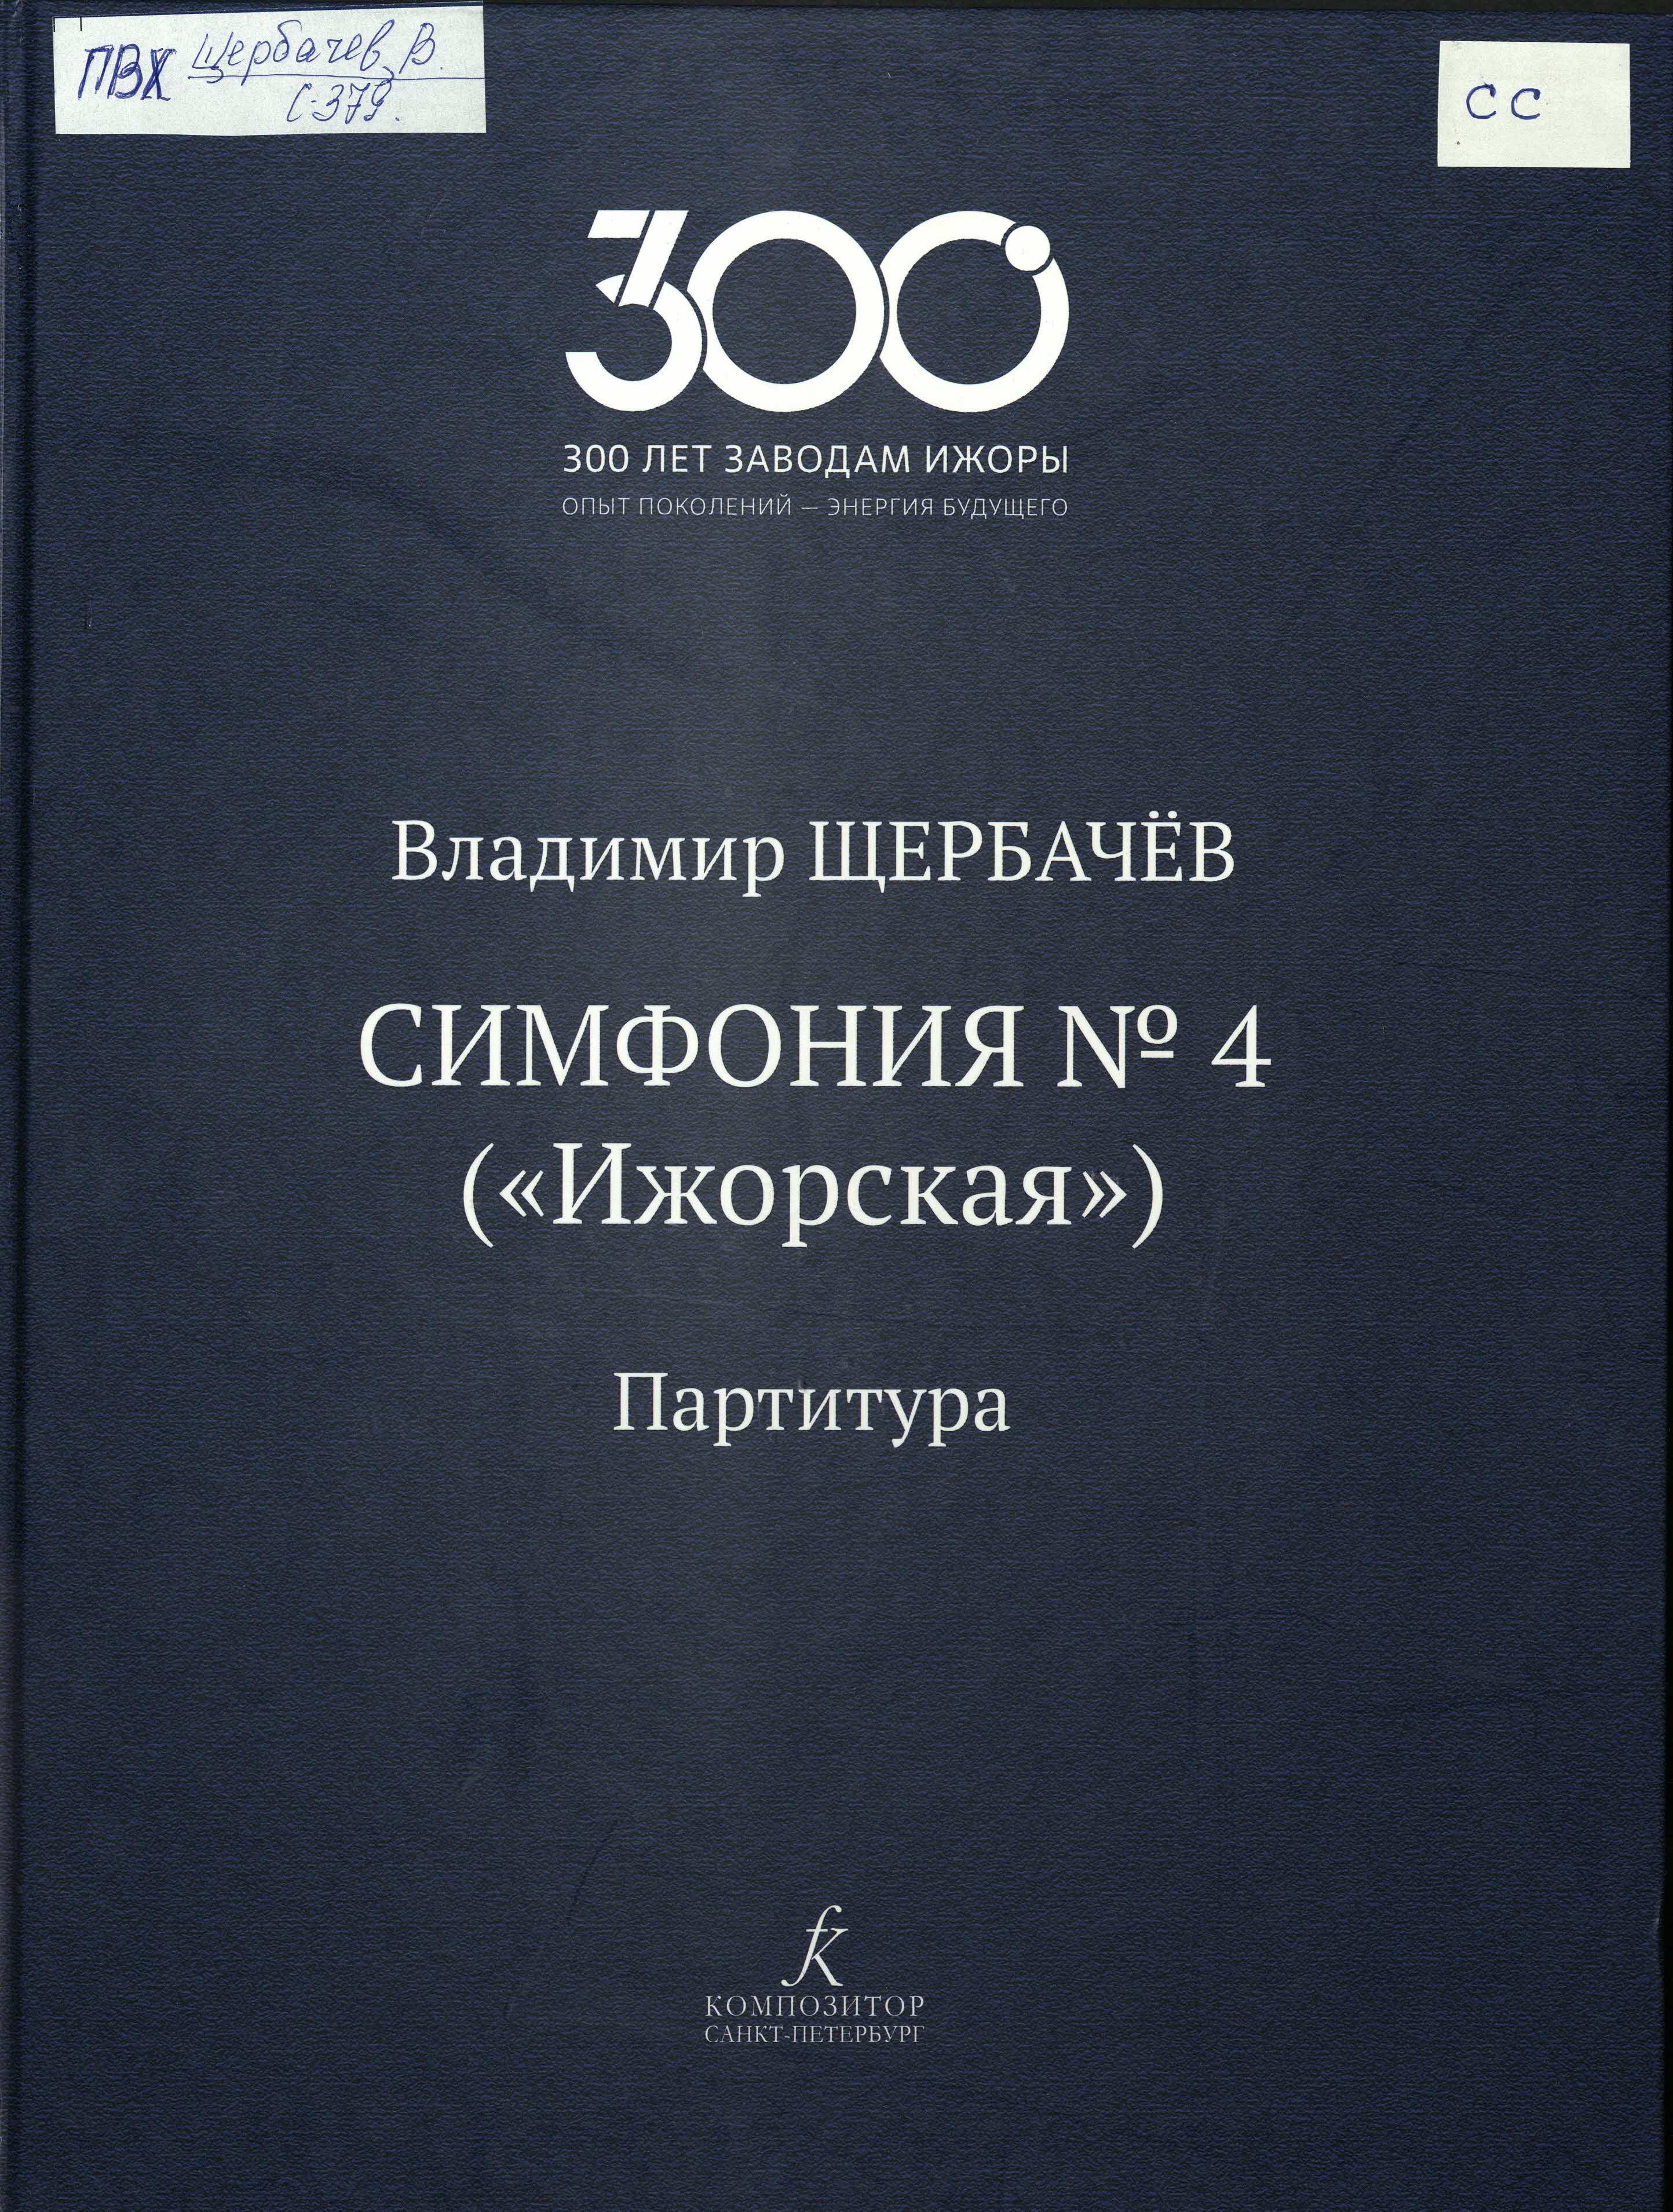 ПВХ Щербачев В.
С-379.
СС
300
300 ЛЕТ ЗАВОДАМ ИЖОРЫ
ОПЫТ ПОКОЛЕНИЙ — ЭНЕРГИЯ БУДУЩЕГО
Владимир ЩЕРБАЧЁВ
СИМФОНИЯ № 4
(«Ижорская»)
Партитура
КОМПОЗИТОР
САНКТ-ПЕТЕРБУРГ